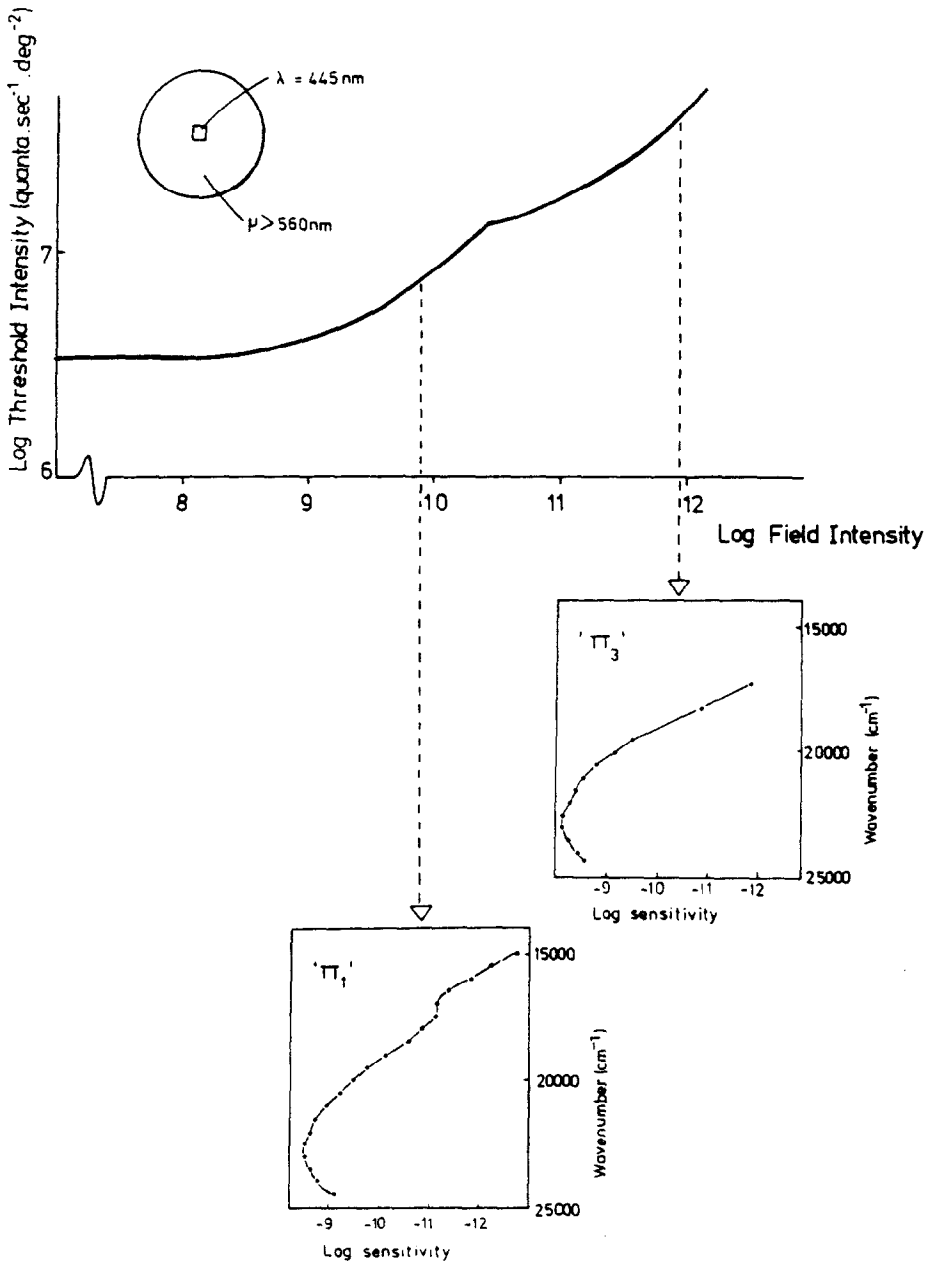 Log Threshold Intensity (quanta.sec⁻¹.deg⁻²)
λ = 445nm
μ > 560nm
7
6
8 9 10 11 12
Log Field Intensity
'π₃'
15000
20000
25000
Wavenumber (cm⁻¹)
-9 -10 -11 -12
Log sensitivity
'π₁'
15000
20000
25000
Wavenumber (cm⁻¹)
-9 -10 -11 -12
Log sensitivity